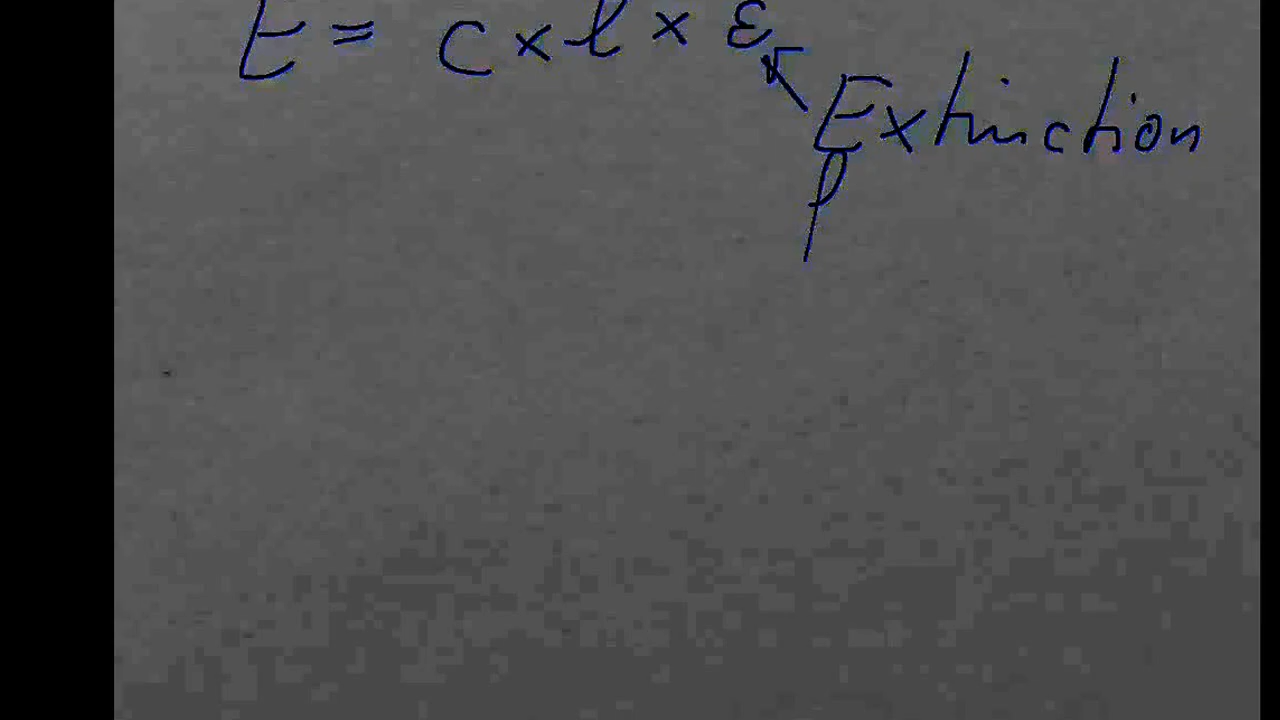 E = C × l × ε
Extinction
p